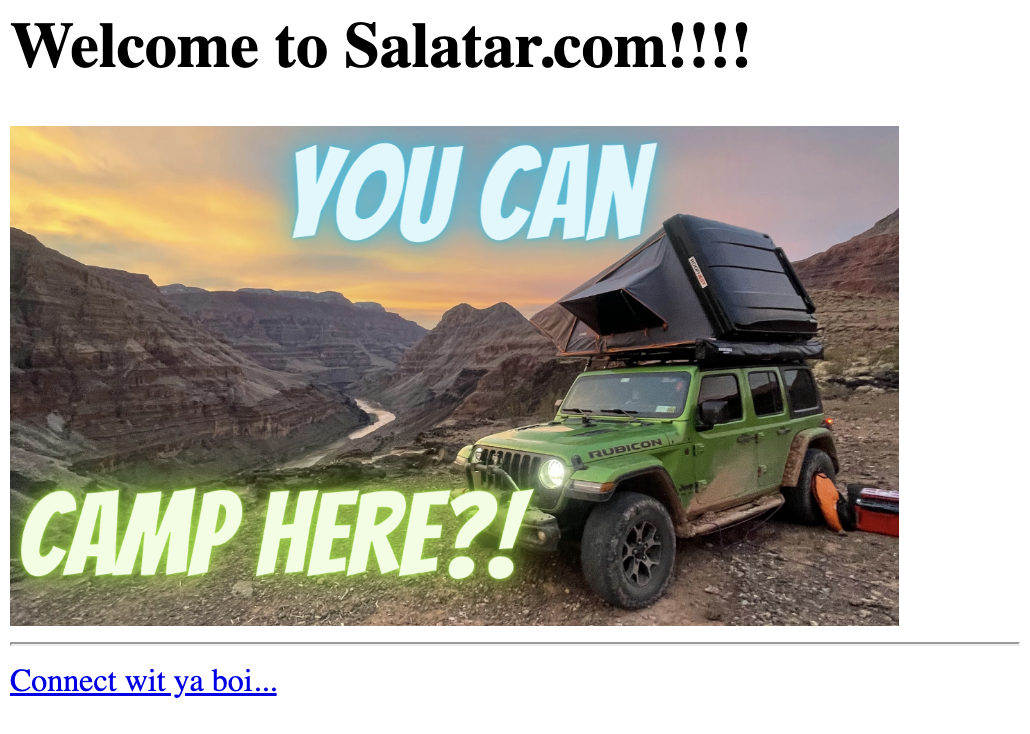 Welcome to Salatar.com!!!!
YOU CAN
RUBICON
CAMP HERE?!
Connect wit ya boi...